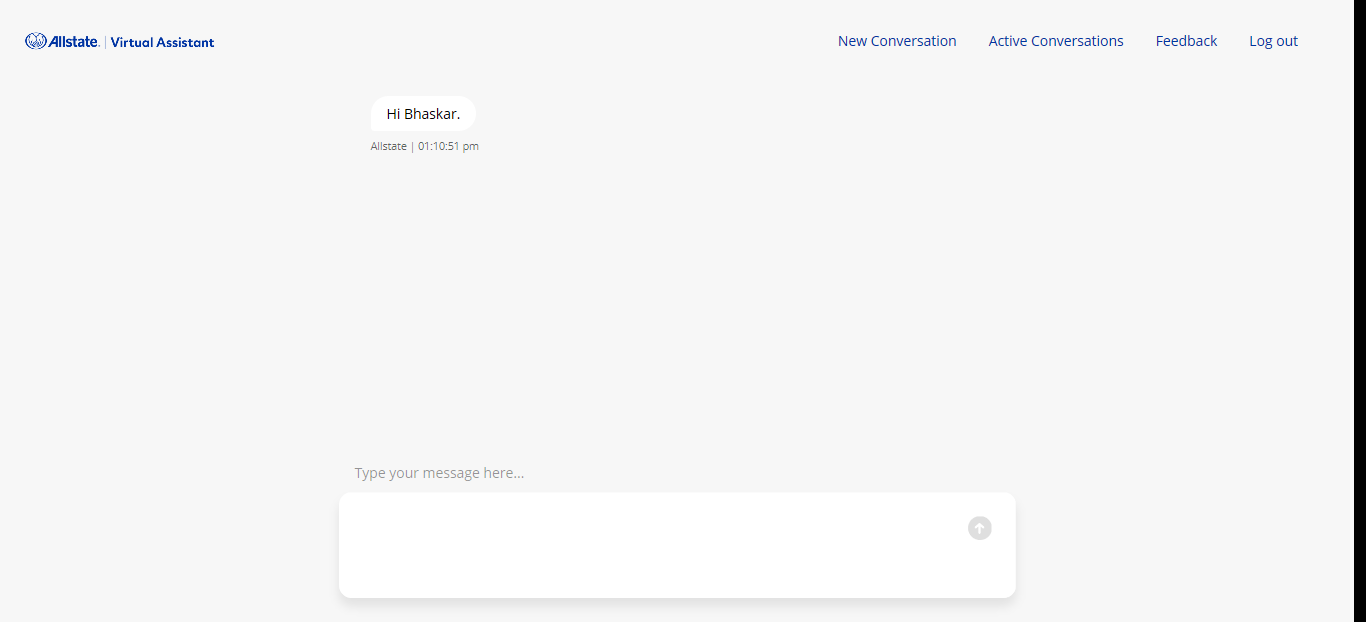 Allstate. | Virtual Assistant
New Conversation Active Conversations Feedback Log out
Hi Bhaskar.
Allstate | 01:10:51 pm
Type your message here...